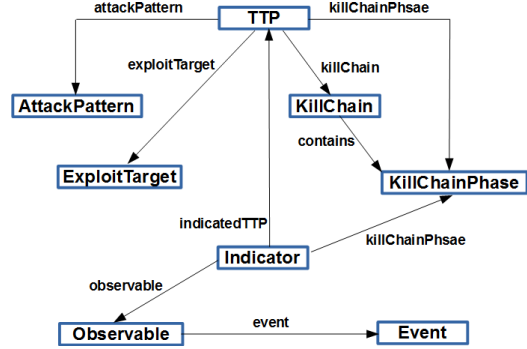 attackPattern
TTP
killChainPhsae
exploitTarget
killChain
AttackPattern
KillChain
contains
ExploitTarget
KillChainPhase
indicatedTTP
killChainPhsae
Indicator
observable
event
Observable
Event